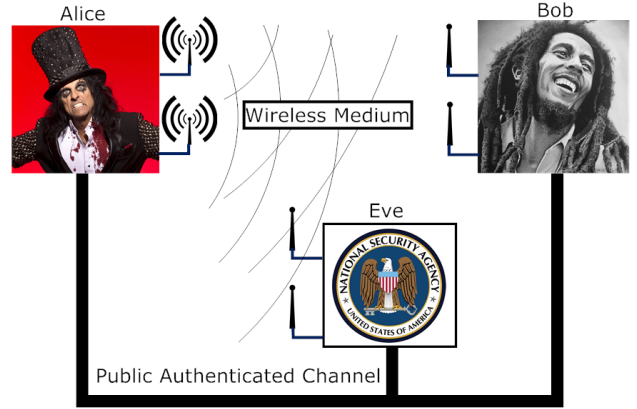 Alice
Bob
Wireless Medium
Eve
NATIONAL SECURITY AGENCY
UNITED STATES OF AMERICA
Public Authenticated Channel